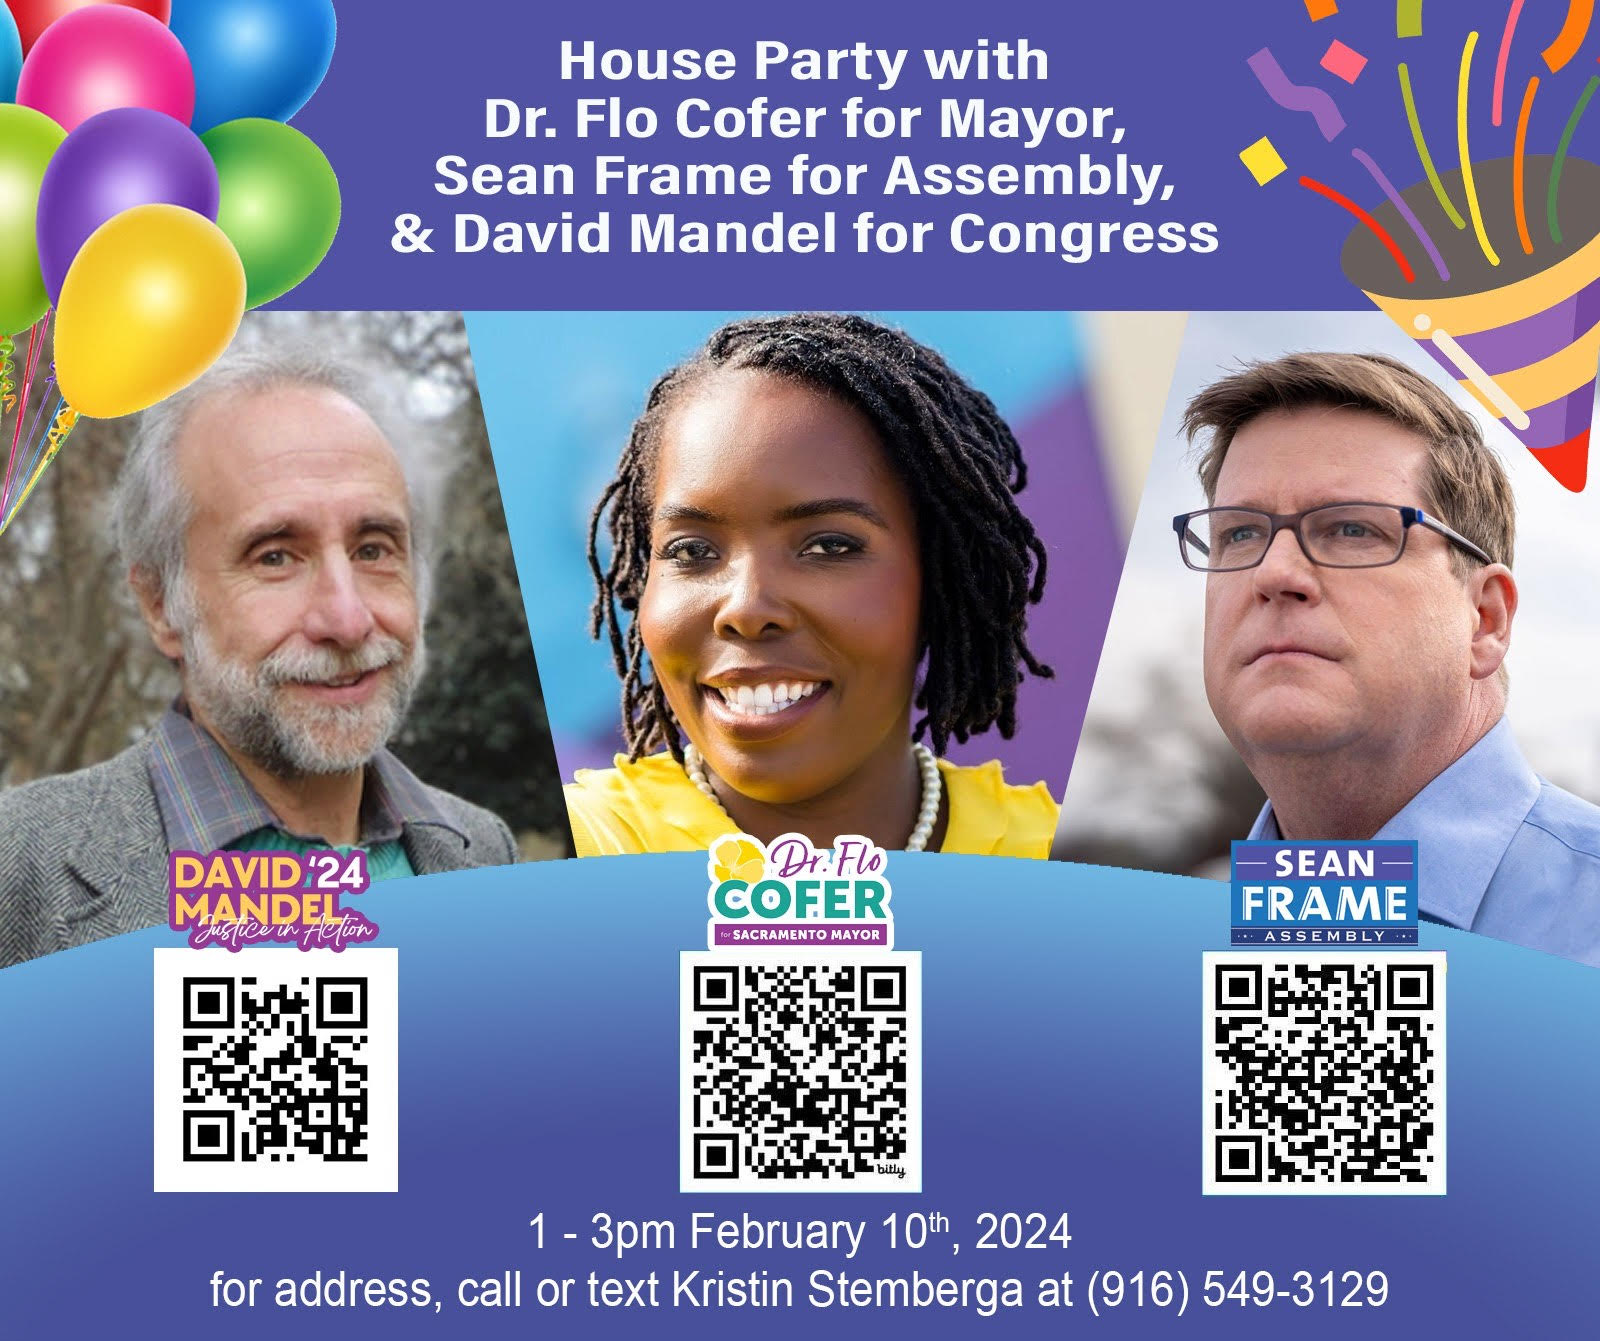 House Party with
Dr. Flo Cofer for Mayor,
Sean Frame for Assembly,
& David Mandel for Congress
DAVID '24
MANDEL
Justice in Action
Dr. Flo
COFER
for SACRAMENTO MAYOR
SEAN
FRAME
ASSEMBLY
bitly
1 - 3pm February 10th, 2024
for address, call or text Kristin Stemberga at (916) 549-3129